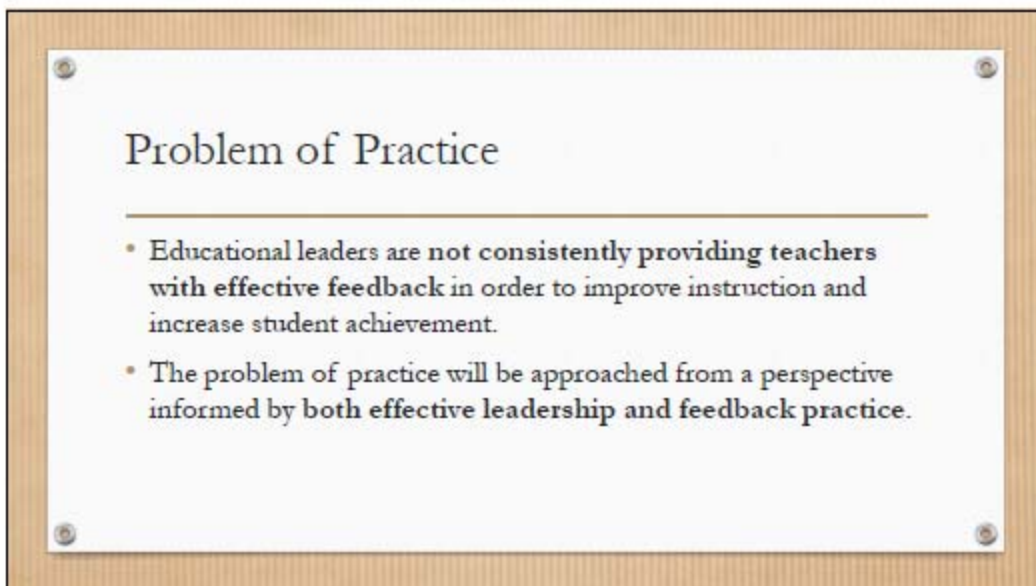 Problem of Practice
• Educational leaders are not consistently providing teachers
with effective feedback in order to improve instruction and
increase student achievement.
• The problem of practice will be approached from a perspective
informed by both effective leadership and feedback practice.